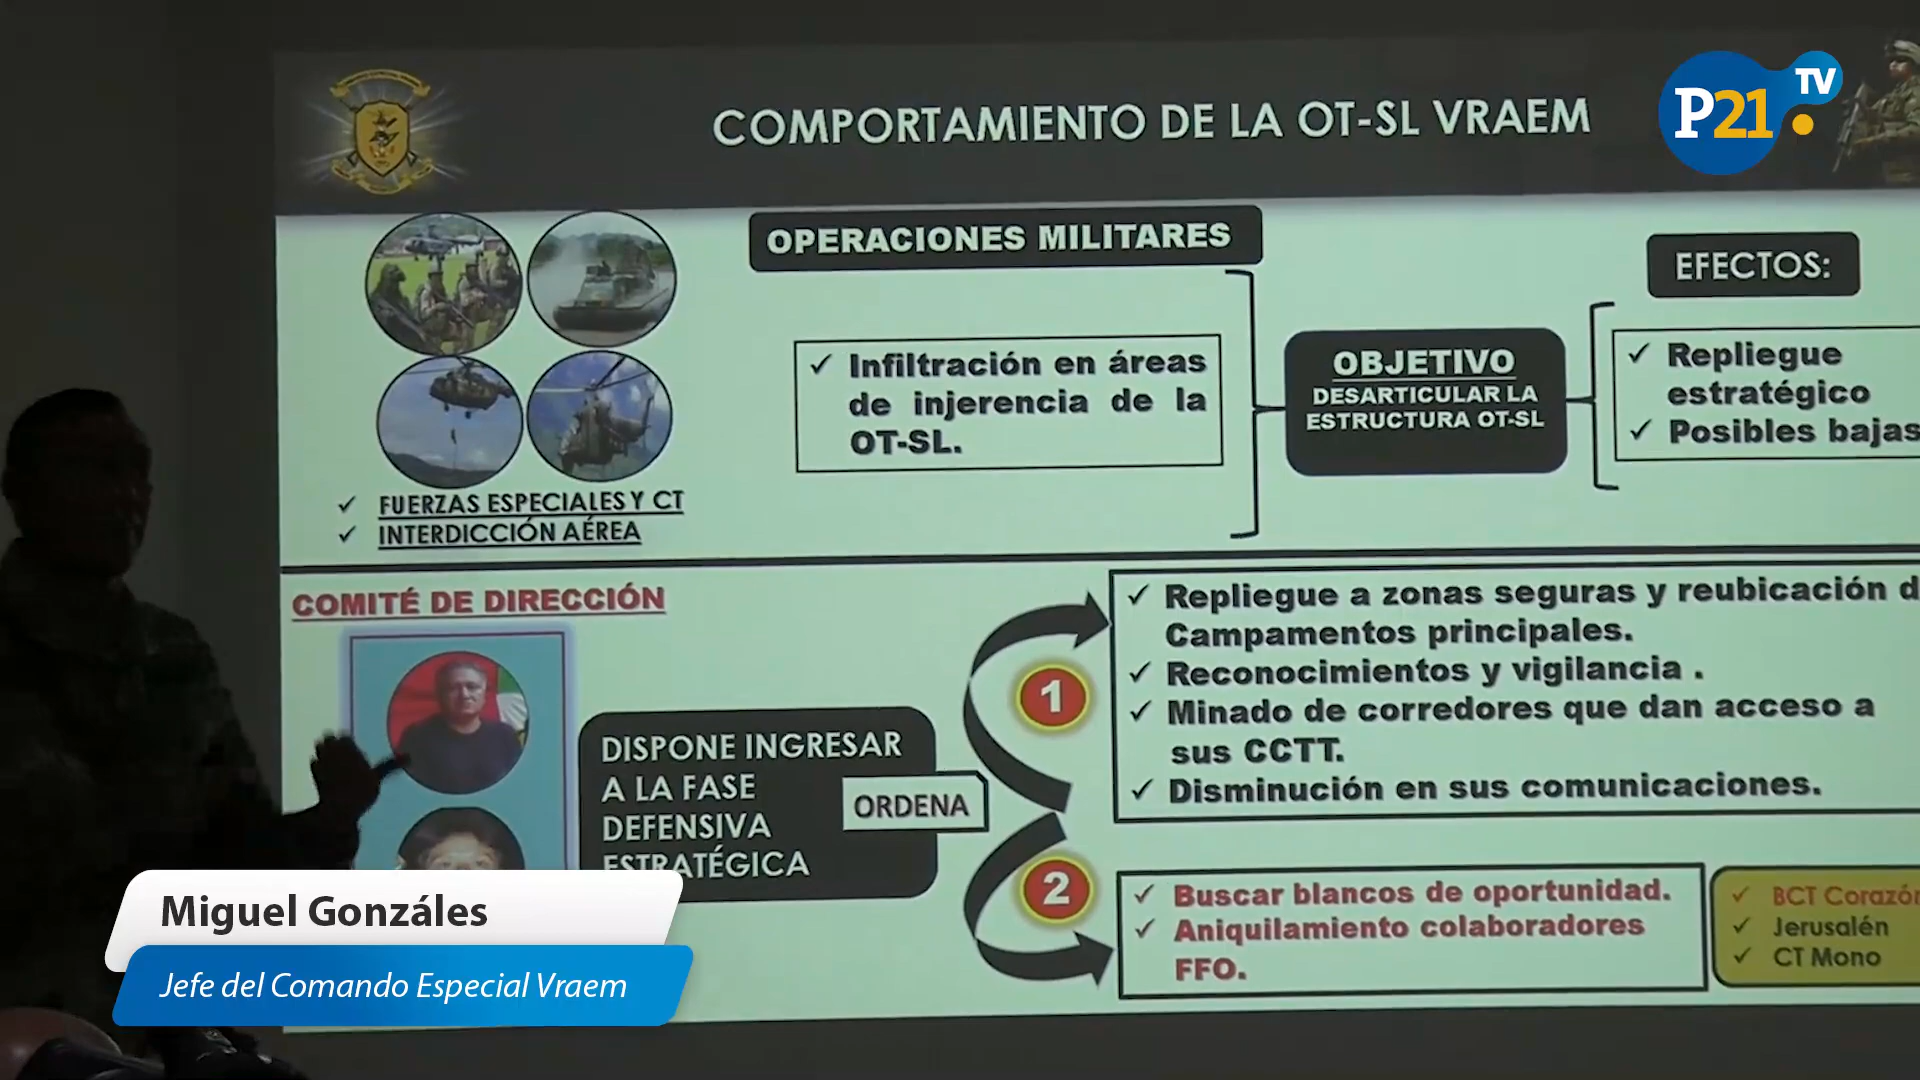 COMPORTAMIENTO DE LA OT-SL VRAEM
P21 TV
OPERACIONES MILITARES
EFECTOS:
✓ Infiltración en áreas
de injerencia de la
OT-SL.
OBJETIVO
DESARTICULAR LA
ESTRUCTURA OT-SL
✓ Repliegue
estratégico
✓ Posibles bajas
✓ FUERZAS ESPECIALES Y CT
✓ INTERDICCIÓN AÉREA
COMITÉ DE DIRECCIÓN
DISPONE INGRESAR
A LA FASE
DEFENSIVA
ESTRATÉGICA
ORDENA
1
✓ Repliegue a zonas seguras y reubicación d
Campamentos principales.
✓ Reconocimientos y vigilancia .
✓ Minado de corredores que dan acceso a
sus CCTT.
✓ Disminución en sus comunicaciones.
2
✓ Buscar blancos de oportunidad.
✓ Aniquilamiento colaboradores
FFO.
✓ BCT Corazón
✓ Jerusalén
✓ CT Mono
Miguel Gonzáles
Jefe del Comando Especial Vraem